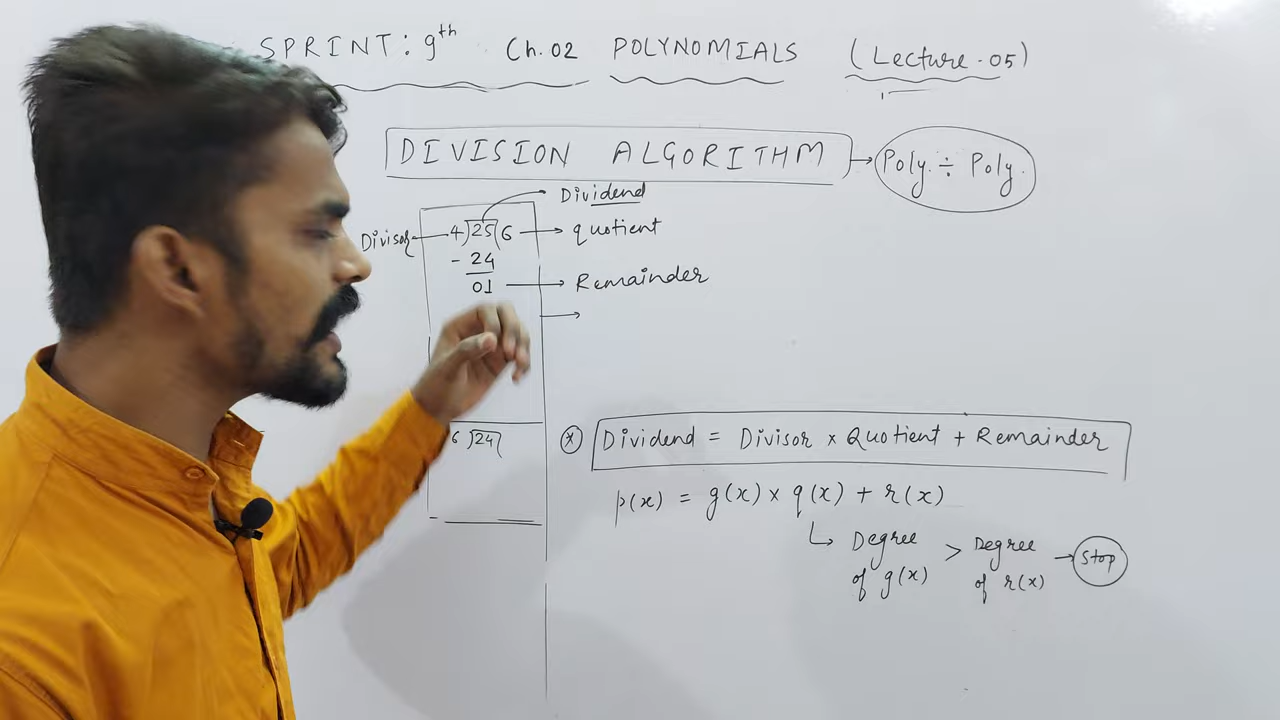 SPRINT: 9th Ch. 02 POLYNOMIALS (Lecture - 05)
DIVISION ALGORITHM → Poly. ÷ Poly.
Dividend
Divisor 4)25(6 → quotient
- 24
01 → Remainder
→
6)24(
* Dividend = Divisor × Quotient + Remainder
p(x) = g(x) × q(x) + r(x)
↳ Degree of g(x) > Degree of r(x) → Stop